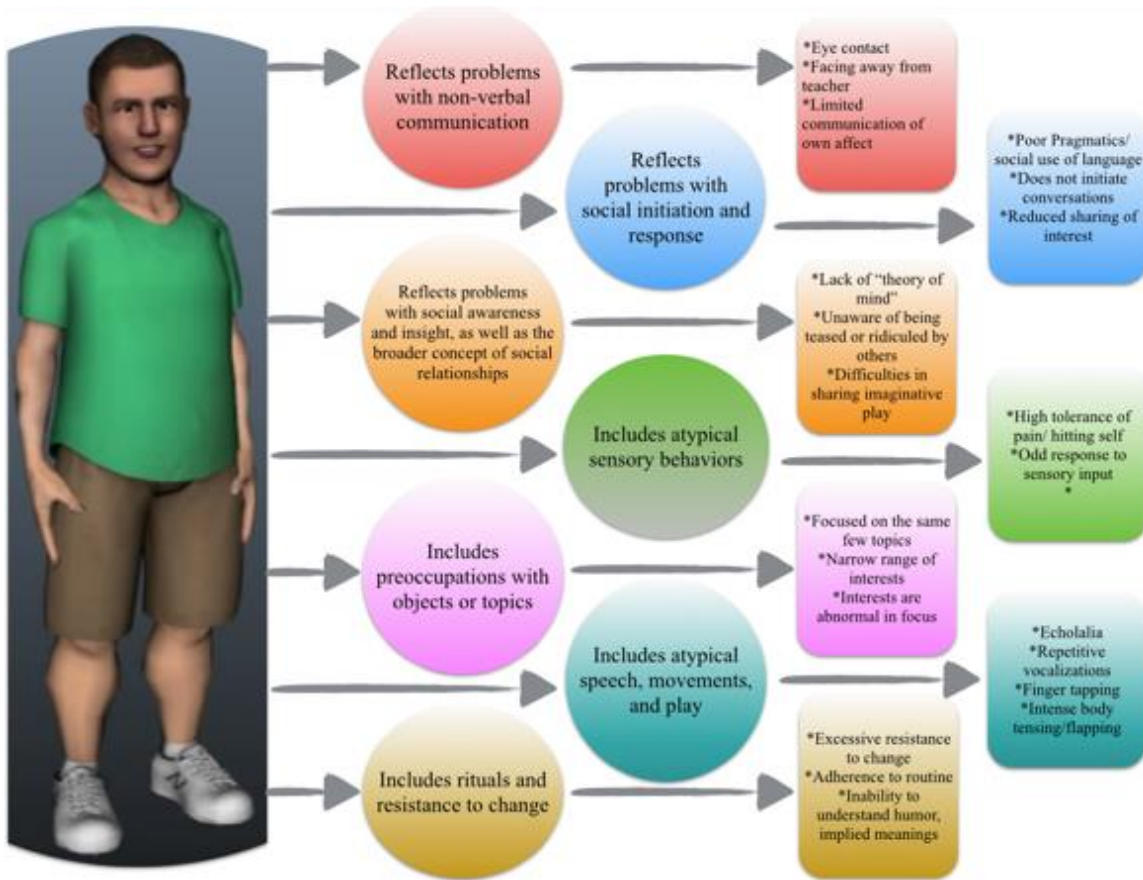 Reflects problems
with non-verbal
communication
*Eye contact
*Facing away from
teacher
*Limited
communication of
own affect
Reflects
problems with
social initiation and
response
*Poor Pragmatics/
social use of language
*Does not initiate
conversations
*Reduced sharing of
interest
Reflects problems
with social awareness
and insight, as well as the
broader concept of social
relationships
*Lack of “theory of
mind”
*Unaware of being
teased or ridiculed by
others
*Difficulties in
sharing imaginative
play
Includes atypical
sensory behaviors
*High tolerance of
pain/ hitting self
*Odd response to
sensory input
*
Includes
preoccupations with
objects or topics
*Focused on the same
few topics
*Narrow range of
interests
*Interests are
abnormal in focus
Includes atypical
speech, movements,
and play
*Echolalia
*Repetitive
vocalizations
*Finger tapping
*Intense body
tensing/flapping
Includes rituals and
resistance to change
*Excessive resistance
to change
*Adherence to routine
*Inability to
understand humor,
implied meanings